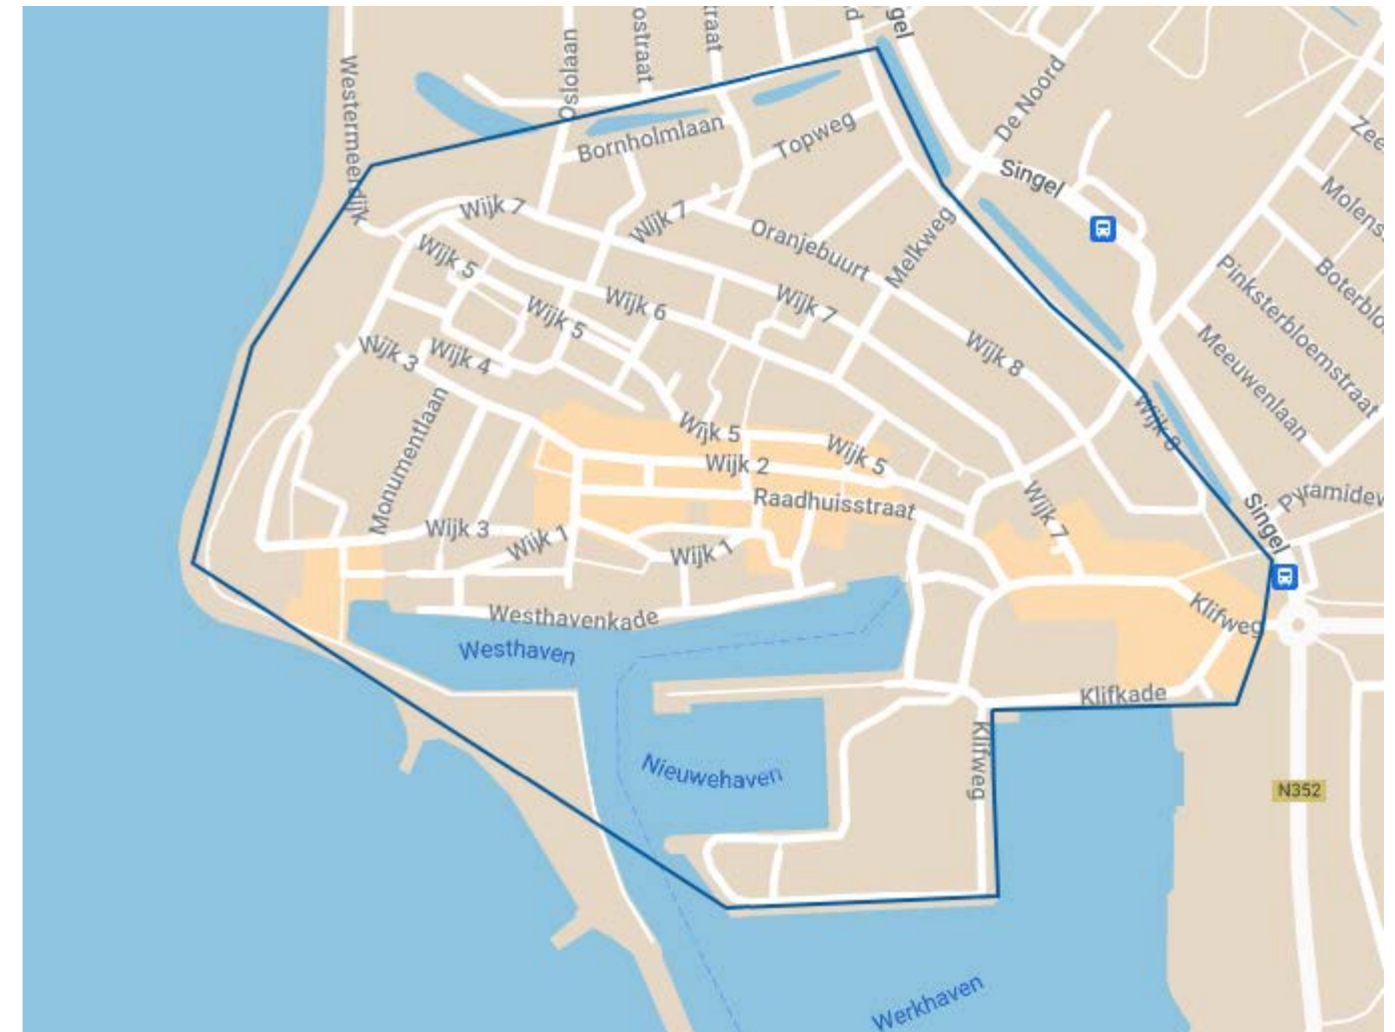 Westermeerdijk
Oslolaan
ostraat
raat
d
gel
De Noord
Singel
Zee
Molens
Boterblo
Pinksterbloemstraat
Meeuwenlaan
Bornholmlaan
Topweg
Wijk 7
Wijk 7
Oranjebuurt
Melkweg
Wijk 5
Wijk 5
Wijk 6
Wijk 7
Wijk 8
Wijk 3
Wijk 4
Monumentlaan
Wijk 5
Wijk 5
Wijk 2
Wijk 8
Raadhuisstraat
Wijk 7
Singel
Pyramidew
Wijk 3
Wijk 1
Wijk 1
Westhavenkade
Westhaven
Klifweg
Klifkade
Klifweg
Nieuwehaven
N352
Werkhaven